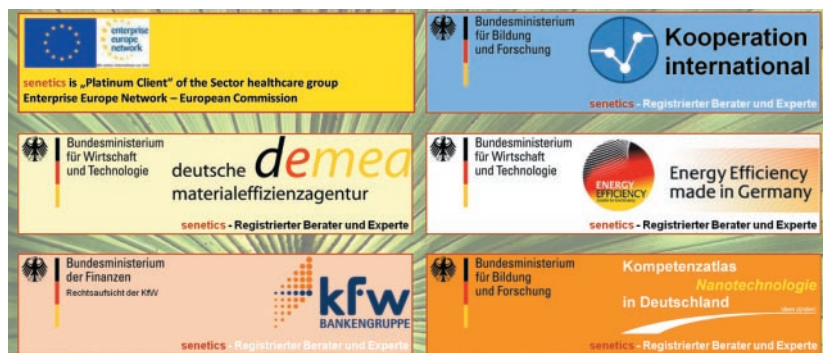 enterprise
europe
network
senetics is „Platinum Client“ of the Sector healthcare group
Enterprise Europe Network – European Commission
Bundesministerium
für Bildung
und Forschung
Kooperation
international
senetics - Registrierter Berater und Experte
Bundesministerium
für Wirtschaft
und Technologie
deutsche demea
materialeffizienzagentur
senetics - Registrierter Berater und Experte
Bundesministerium
für Wirtschaft
und Technologie
ENERGY
EFFICIENCY
Energy Efficiency
made in Germany
senetics - Registrierter Berater und Experte
Bundesministerium
der Finanzen
Rechtsaufsicht der KfW
kfw
BANKENGRUPPE
senetics - Registrierter Berater und Experte
Bundesministerium
für Bildung
und Forschung
Kompetenzatlas
Nanotechnologie
in Deutschland
senetics - Registrierter Berater und Experte